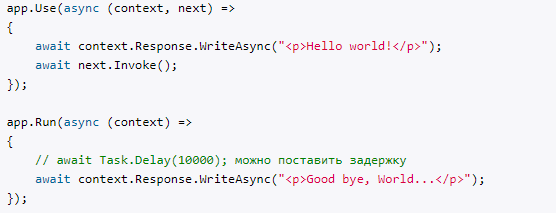 app.Use(async (context, next) =>
{
    await context.Response.WriteAsync("<p>Hello world!</p>");
    await next.Invoke();
});

app.Run(async (context) =>
{
    // await Task.Delay(10000); можно поставить задержку
    await context.Response.WriteAsync("<p>Good bye, World...</p>");
});